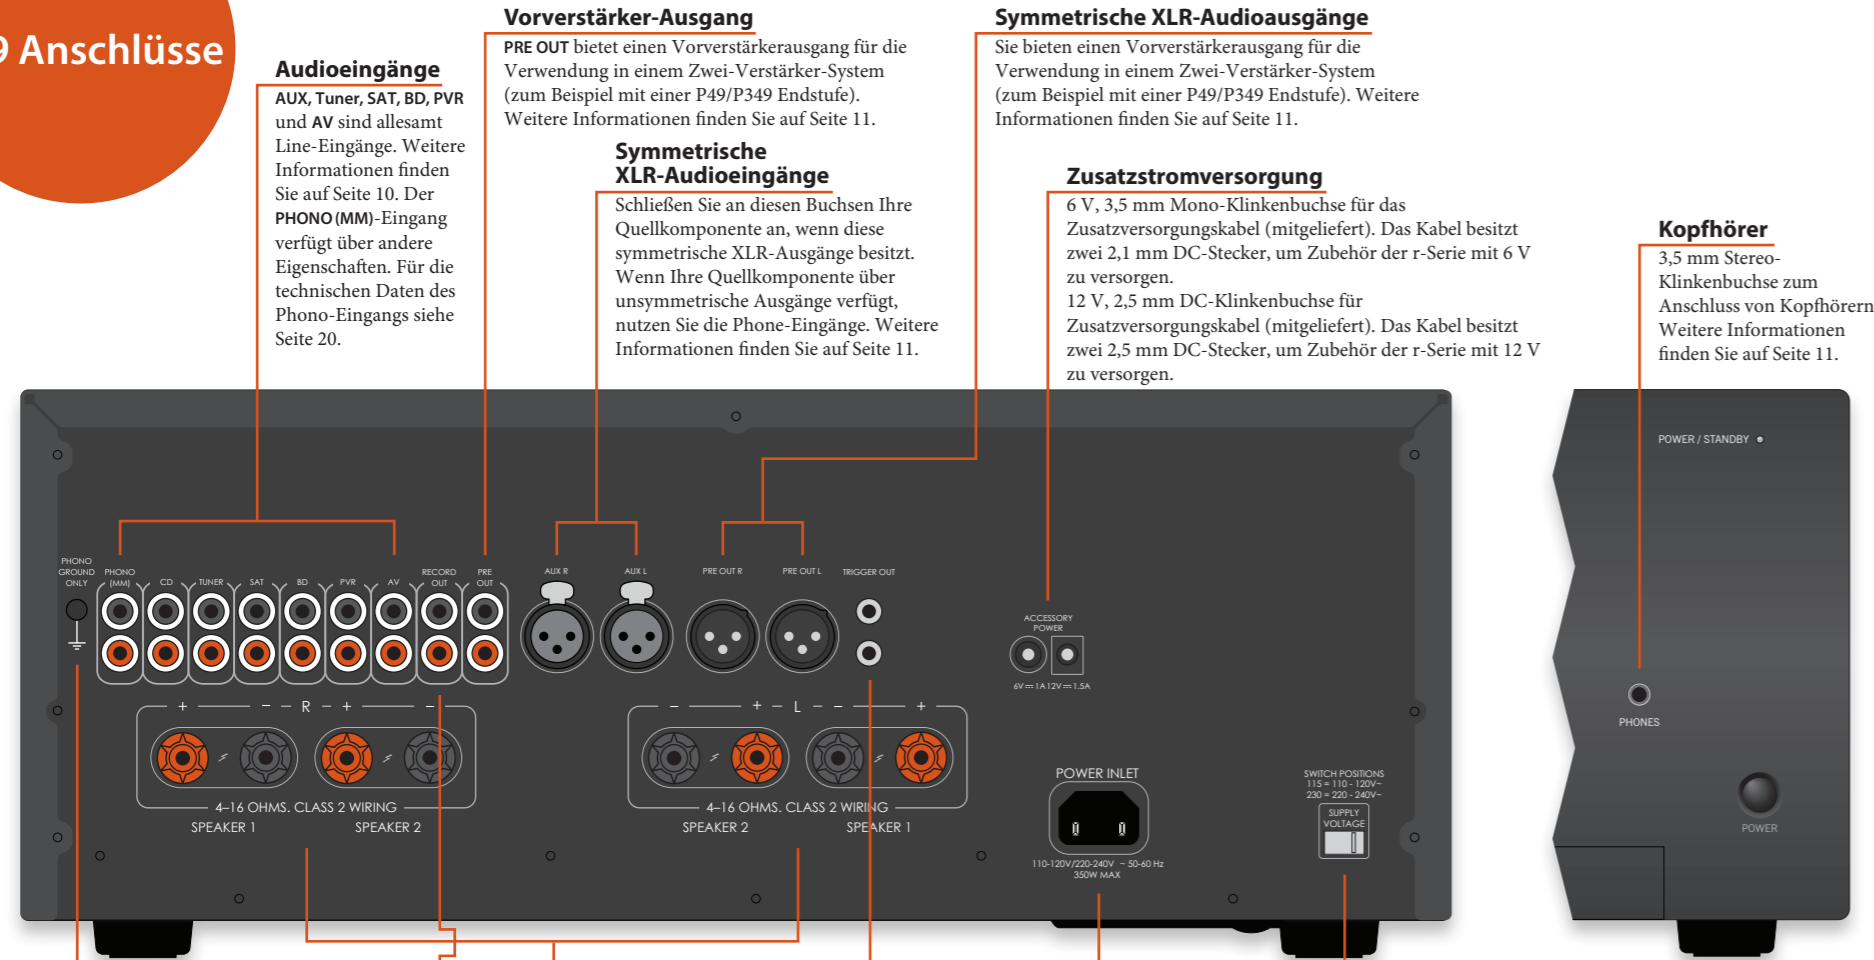 9 Anschlüsse
Audioeingänge
AUX, Tuner, SAT, BD, PVR
und AV sind allesamt
Line-Eingänge. Weitere
Informationen finden
Sie auf Seite 10. Der
PHONO (MM)-Eingang
verfügt über andere
Eigenschaften. Für die
technischen Daten des
Phono-Eingangs siehe
Seite 20.
Vorverstärker-Ausgang
PRE OUT bietet einen Vorverstärkerausgang für die
Verwendung in einem Zwei-Verstärker-System
(zum Beispiel mit einer P49/P349 Endstufe).
Weitere Informationen finden Sie auf Seite 11.
Symmetrische
XLR-Audioeingänge
Schließen Sie an diesen Buchsen Ihre
Quellkomponente an, wenn diese
symmetrische XLR-Ausgänge besitzt.
Wenn Ihre Quellkomponente über
unsymmetrische Ausgänge verfügt,
nutzen Sie die Phone-Eingänge. Weitere
Informationen finden Sie auf Seite 11.
Symmetrische XLR-Audioausgänge
Sie bieten einen Vorverstärkerausgang für die
Verwendung in einem Zwei-Verstärker-System
(zum Beispiel mit einer P49/P349 Endstufe). Weitere
Informationen finden Sie auf Seite 11.
Zusatzstromversorgung
6 V, 3,5 mm Mono-Klinkenbuchse für das
Zusatzversorgungskabel (mitgeliefert). Das Kabel besitzt
zwei 2,1 mm DC-Stecker, um Zubehör der r-Serie mit 6 V
zu versorgen.
12 V, 2,5 mm DC-Klinkenbuchse für
Zusatzversorgungskabel (mitgeliefert). Das Kabel besitzt
zwei 2,5 mm DC-Stecker, um Zubehör der r-Serie mit 12 V
zu versorgen.
Kopfhörer
3,5 mm Stereo-
Klinkenbuchse zum
Anschluss von Kopfhörern
Weitere Informationen
finden Sie auf Seite 11.
PHONO
GROUND
ONLY
PHONO
(MM)
CD
TUNER
SAT
BD
PVR
AV
RECORD
OUT
PRE
OUT
AUX R
AUX L
PRE OUT R
PRE OUT L
TRIGGER OUT
ACCESSORY
POWER
6V ⎓ 1A 12V ⎓ 1.5A
+ – R + –
4–16 OHMS. CLASS 2 WIRING
SPEAKER 1 SPEAKER 2
– + L – +
4–16 OHMS. CLASS 2 WIRING
SPEAKER 2 SPEAKER 1
POWER INLET
110-120V/220-240V ~ 50-60 Hz
350W MAX
SWITCH POSITIONS
115 = 110 - 120V~
230 = 220 - 240V~
SUPPLY
VOLTAGE
POWER / STANDBY
PHONES
POWER